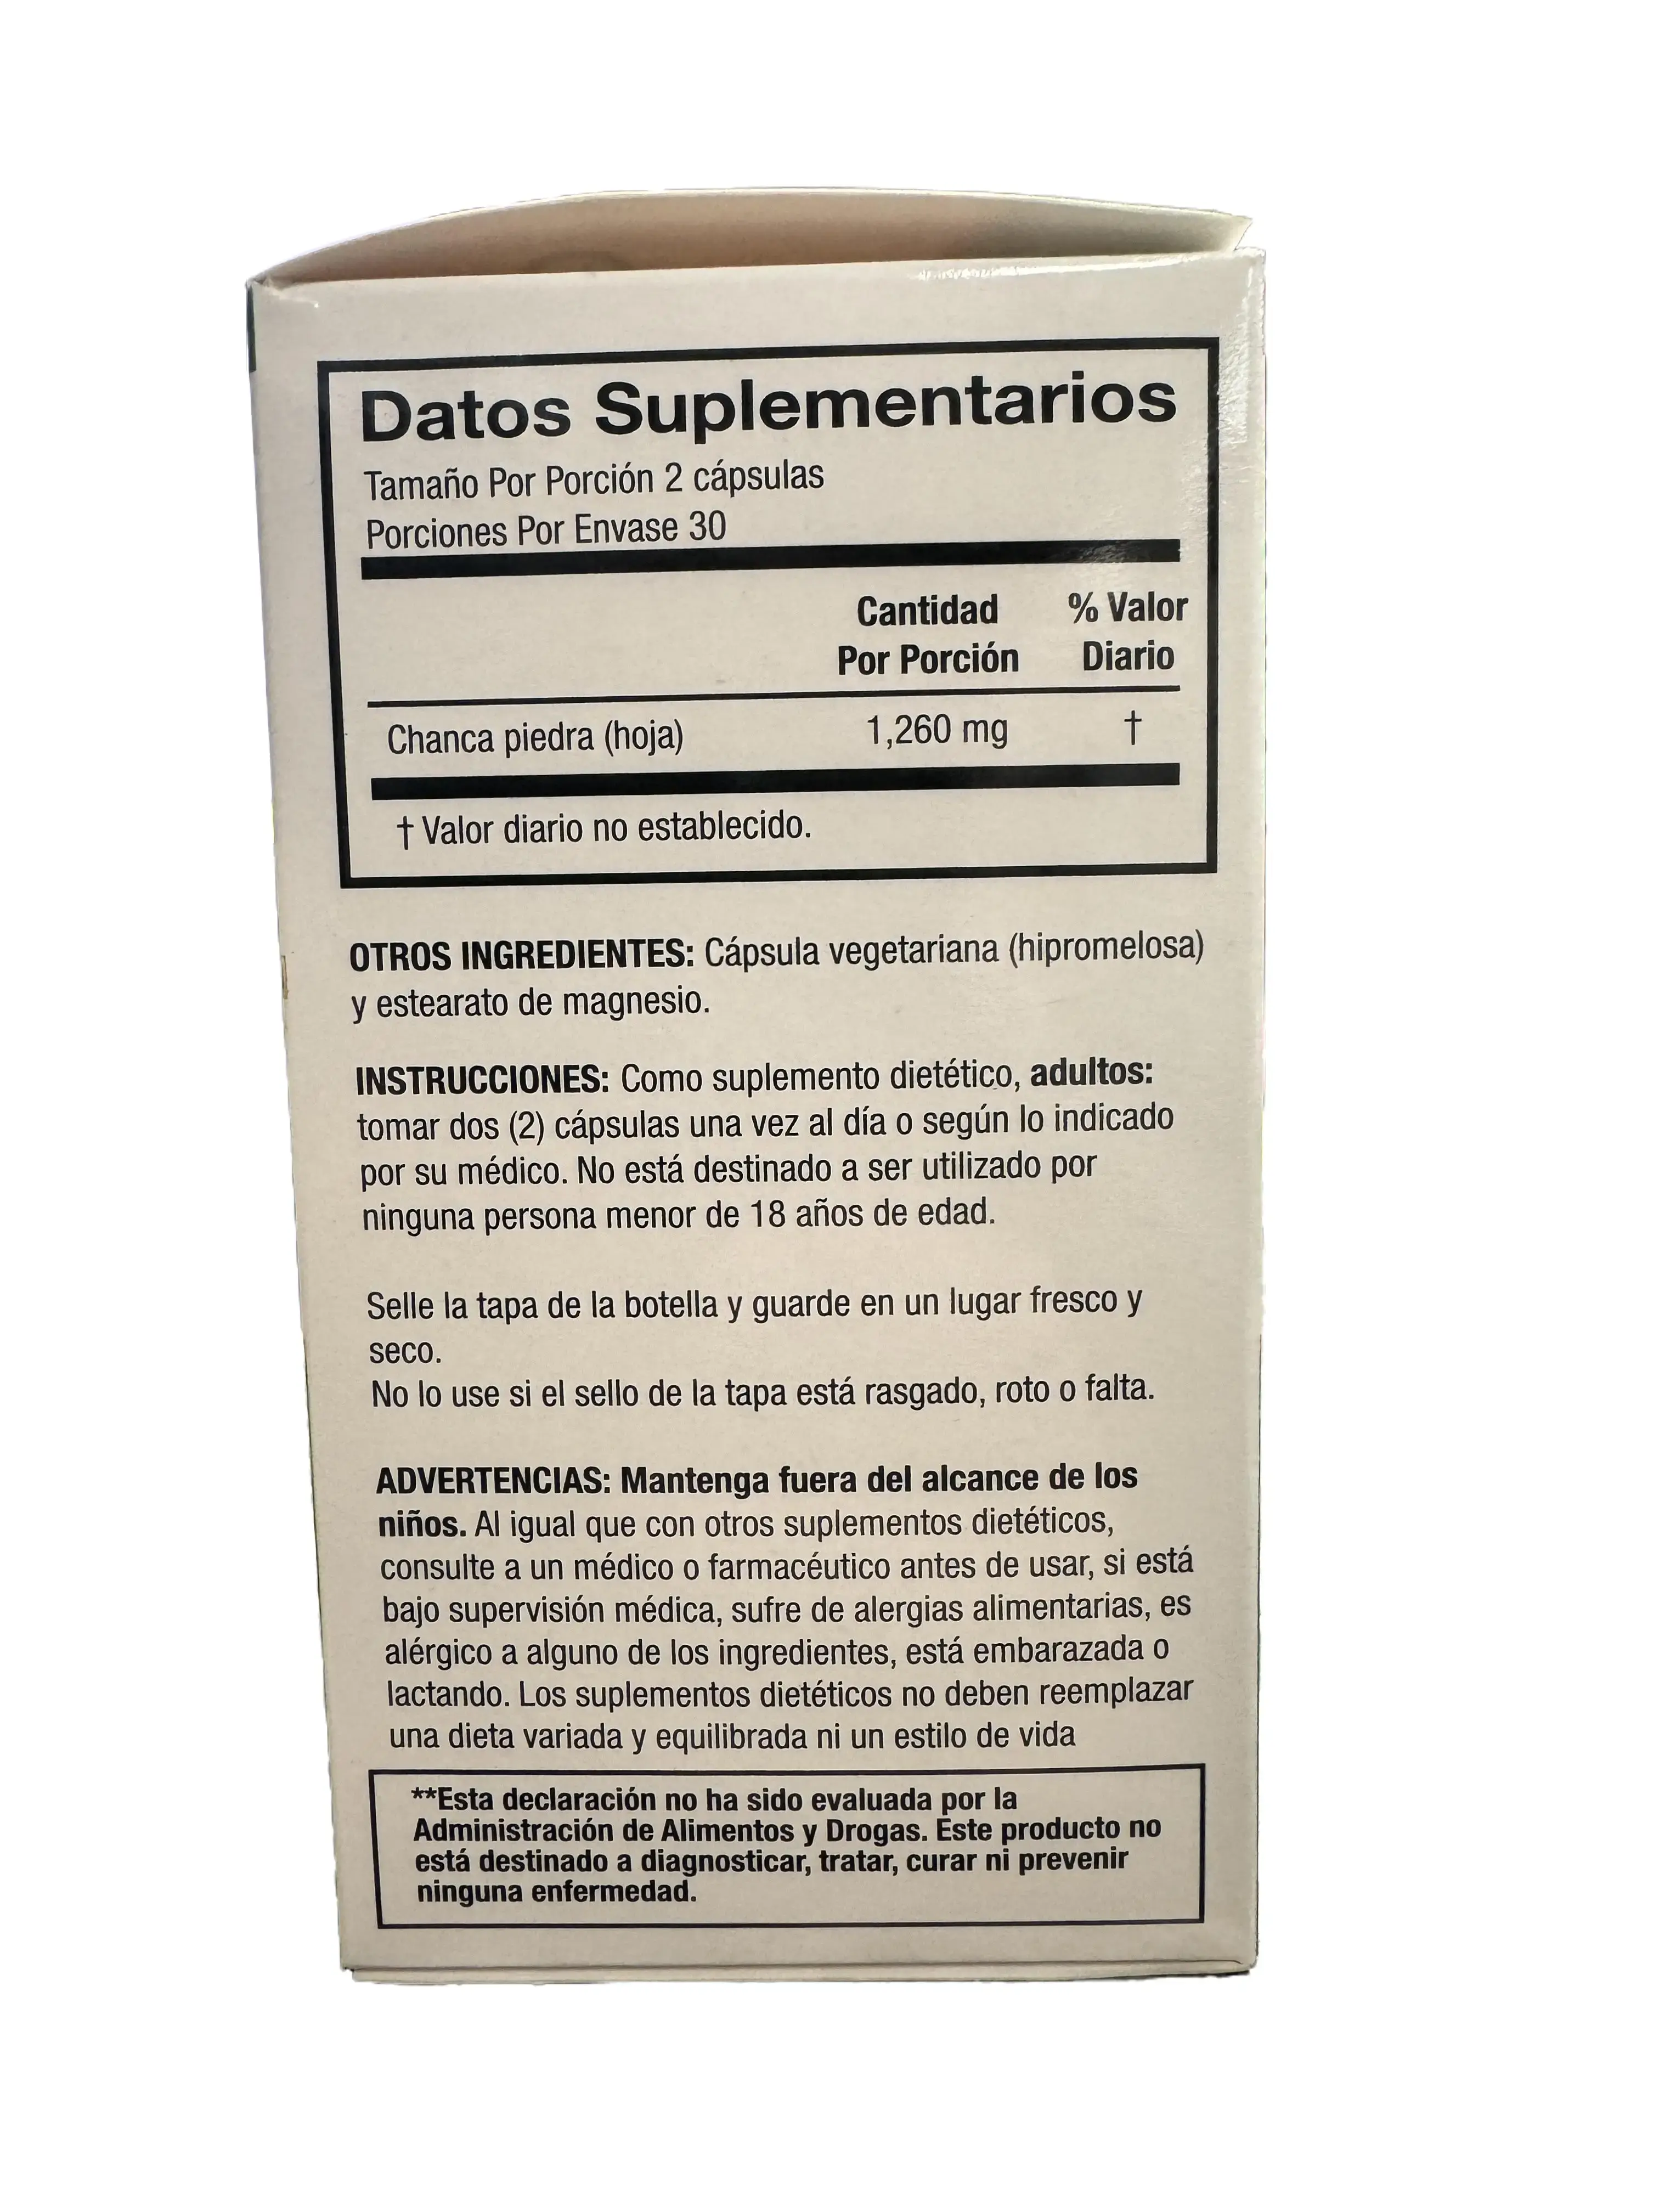 Datos Suplementarios
Tamaño Por Porción 2 cápsulas
Porciones Por Envase 30
Cantidad % Valor
Por Porción Diario
Chanca piedra (hoja) 1,260 mg †
† Valor diario no establecido.
OTROS INGREDIENTES: Cápsula vegetariana (hipromelosa)
y estearato de magnesio.
INSTRUCCIONES: Como suplemento dietético, adultos:
tomar dos (2) cápsulas una vez al día o según lo indicado
por su médico. No está destinado a ser utilizado por
ninguna persona menor de 18 años de edad.
Selle la tapa de la botella y guarde en un lugar fresco y
seco.
No lo use si el sello de la tapa está rasgado, roto o falta.
ADVERTENCIAS: Mantenga fuera del alcance de los
niños. Al igual que con otros suplementos dietéticos,
consulte a un médico o farmacéutico antes de usar, si está
bajo supervisión médica, sufre de alergias alimentarias, es
alérgico a alguno de los ingredientes, está embarazada o
lactando. Los suplementos dietéticos no deben reemplazar
una dieta variada y equilibrada ni un estilo de vida
**Esta declaración no ha sido evaluada por la
Administración de Alimentos y Drogas. Este producto no
está destinado a diagnosticar, tratar, curar ni prevenir
ninguna enfermedad.